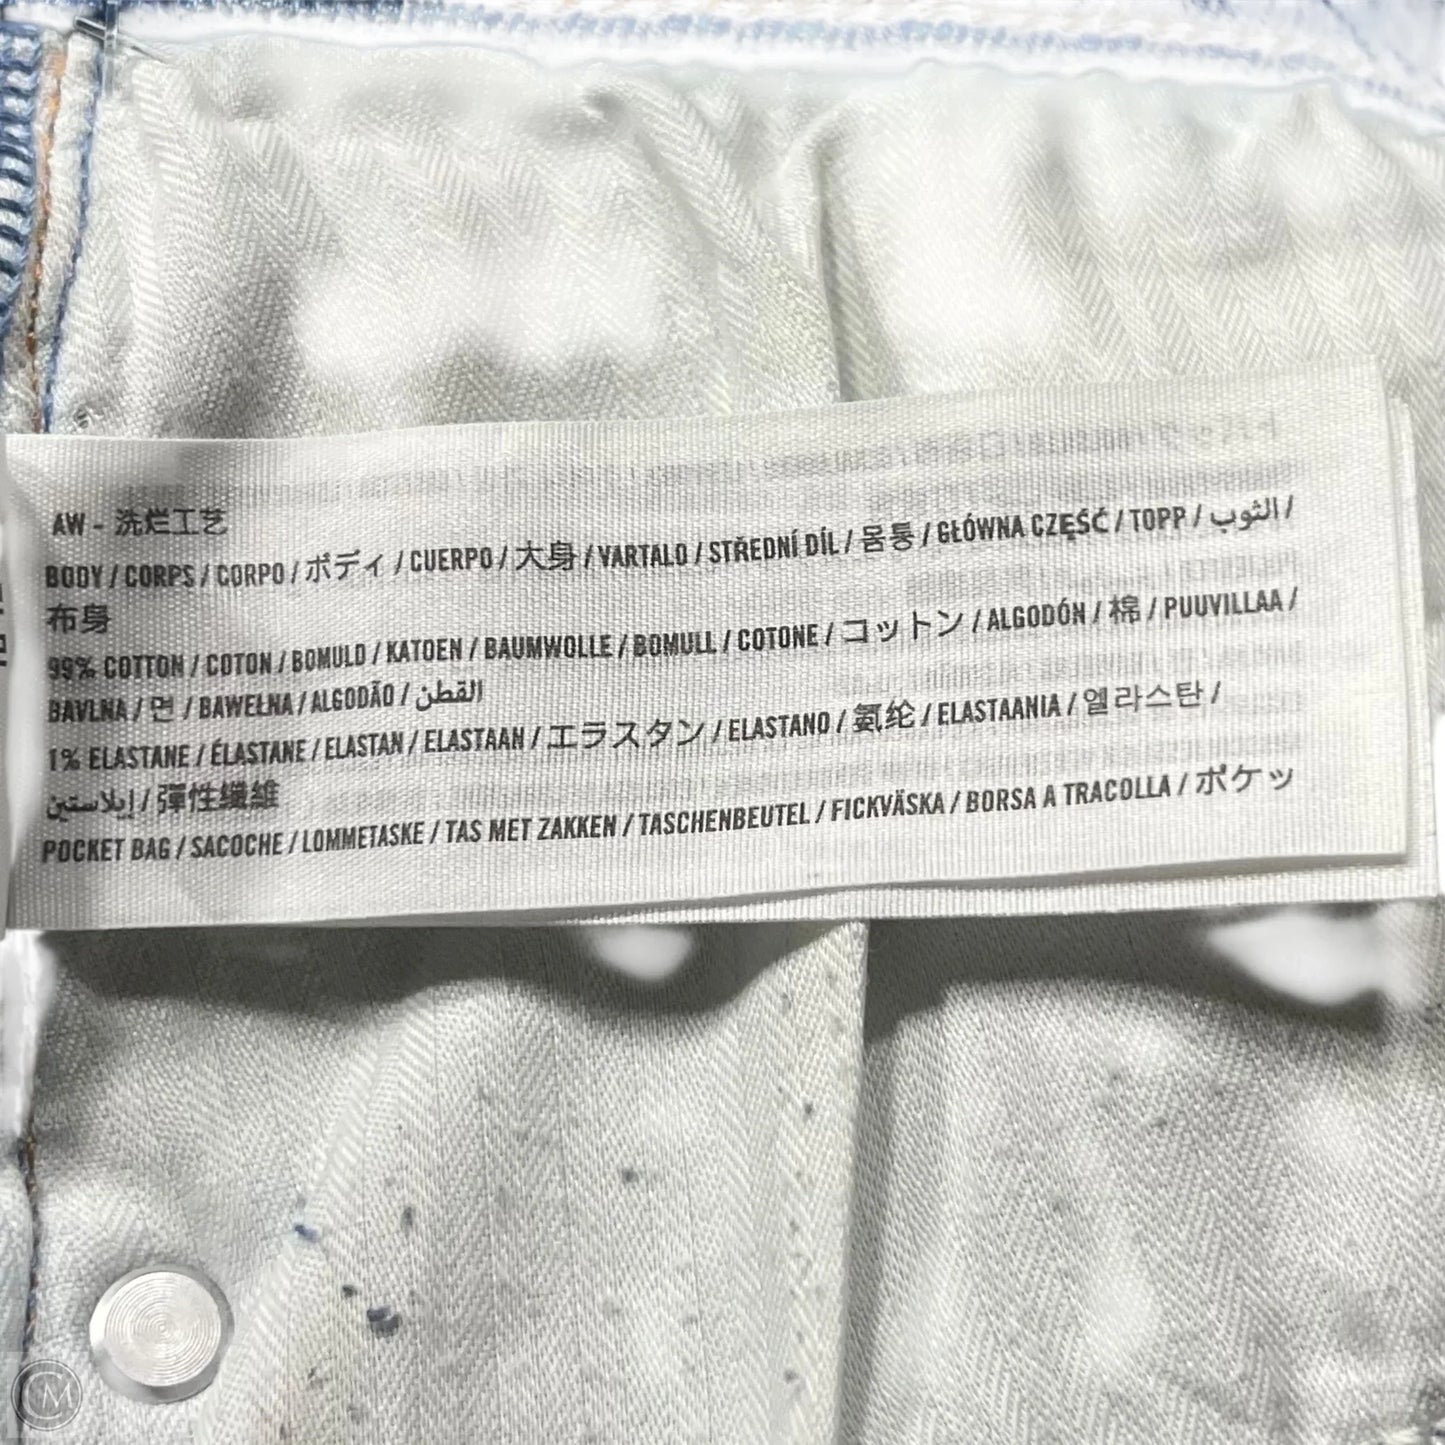 AW - 洗烂工艺
BODY / CORPS / CORPO / ボディ / CUERPO / 大身 / VARTALO / STŘEDNÍ DÍL / 몸통 / GŁÓWNA CZĘŚĆ / TOPP / الثوب /
布身
99% COTTON / COTON / BOMULD / KATOEN / BAUMWOLLE / BOMULL / COTONE / コットン / ALGODÓN / 棉 / PUUVILLAA /
BAVLNA / 면 / BAWEŁNA / ALGODÃO / القطن
1% ELASTANE / ÉLASTANE / ELASTAN / ELASTAAN / エラスタン / ELASTANO / 氨纶 / ELASTAANIA / 엘라스탄 /
إيلاستين / 彈性纖維
POCKET BAG / SACOCHE / LOMMETASKE / TAS MET ZAKKEN / TASCHENBEUTEL / FICKVÄSKA / BORSA A TRACOLLA / ポケッ
CM